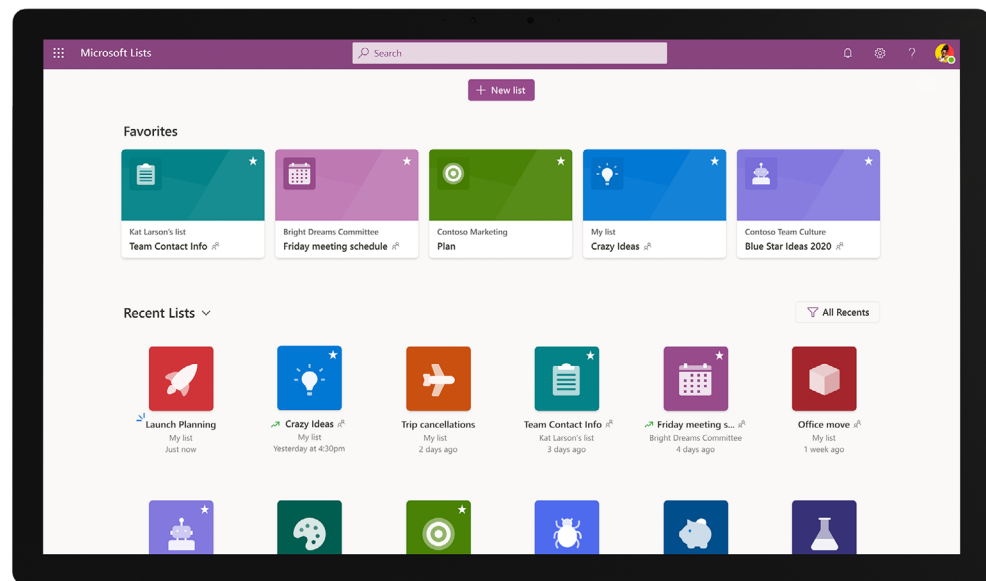 Microsoft Lists
Search
?
+ New list
Favorites
Kat Larson's list
Team Contact Info
Bright Dreams Committee
Friday meeting schedule
Contoso Marketing
Plan
My list
Crazy Ideas
Contoso Team Culture
Blue Star Ideas 2020
Recent Lists
All Recents
Launch Planning
My list
Just now
Crazy Ideas
My list
Yesterday at 4:30pm
Trip cancellations
My list
2 days ago
Team Contact Info
Kat Larson's list
3 days ago
Friday meeting s...
Bright Dreams Committee
4 days ago
Office move
My list
1 week ago